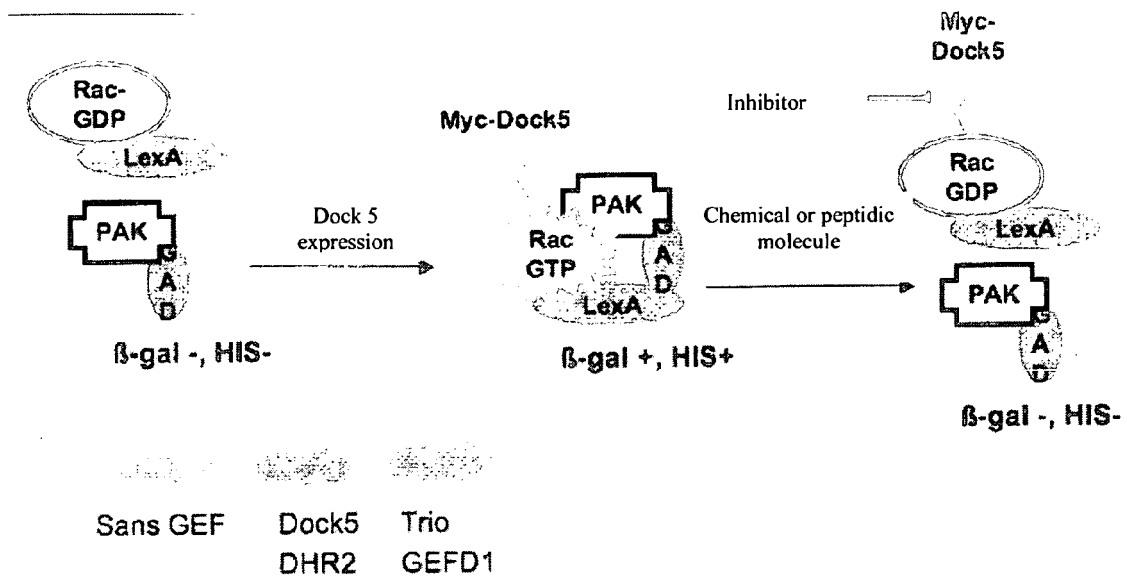 Rac-
GDP
LexA
PAK
G
A
D
ß-gal -, HIS-
Dock 5
expression
Myc-Dock5
PAK
Rac
GTP
G
A
D
LexA
ß-gal +, HIS+
Chemical or peptidic
molecule
Inhibitor
Myc-
Dock5
Rac
GDP
LexA
PAK
G
A
D
ß-gal -, HIS-
Sans GEF
Dock5
DHR2
Trio
GEFD1